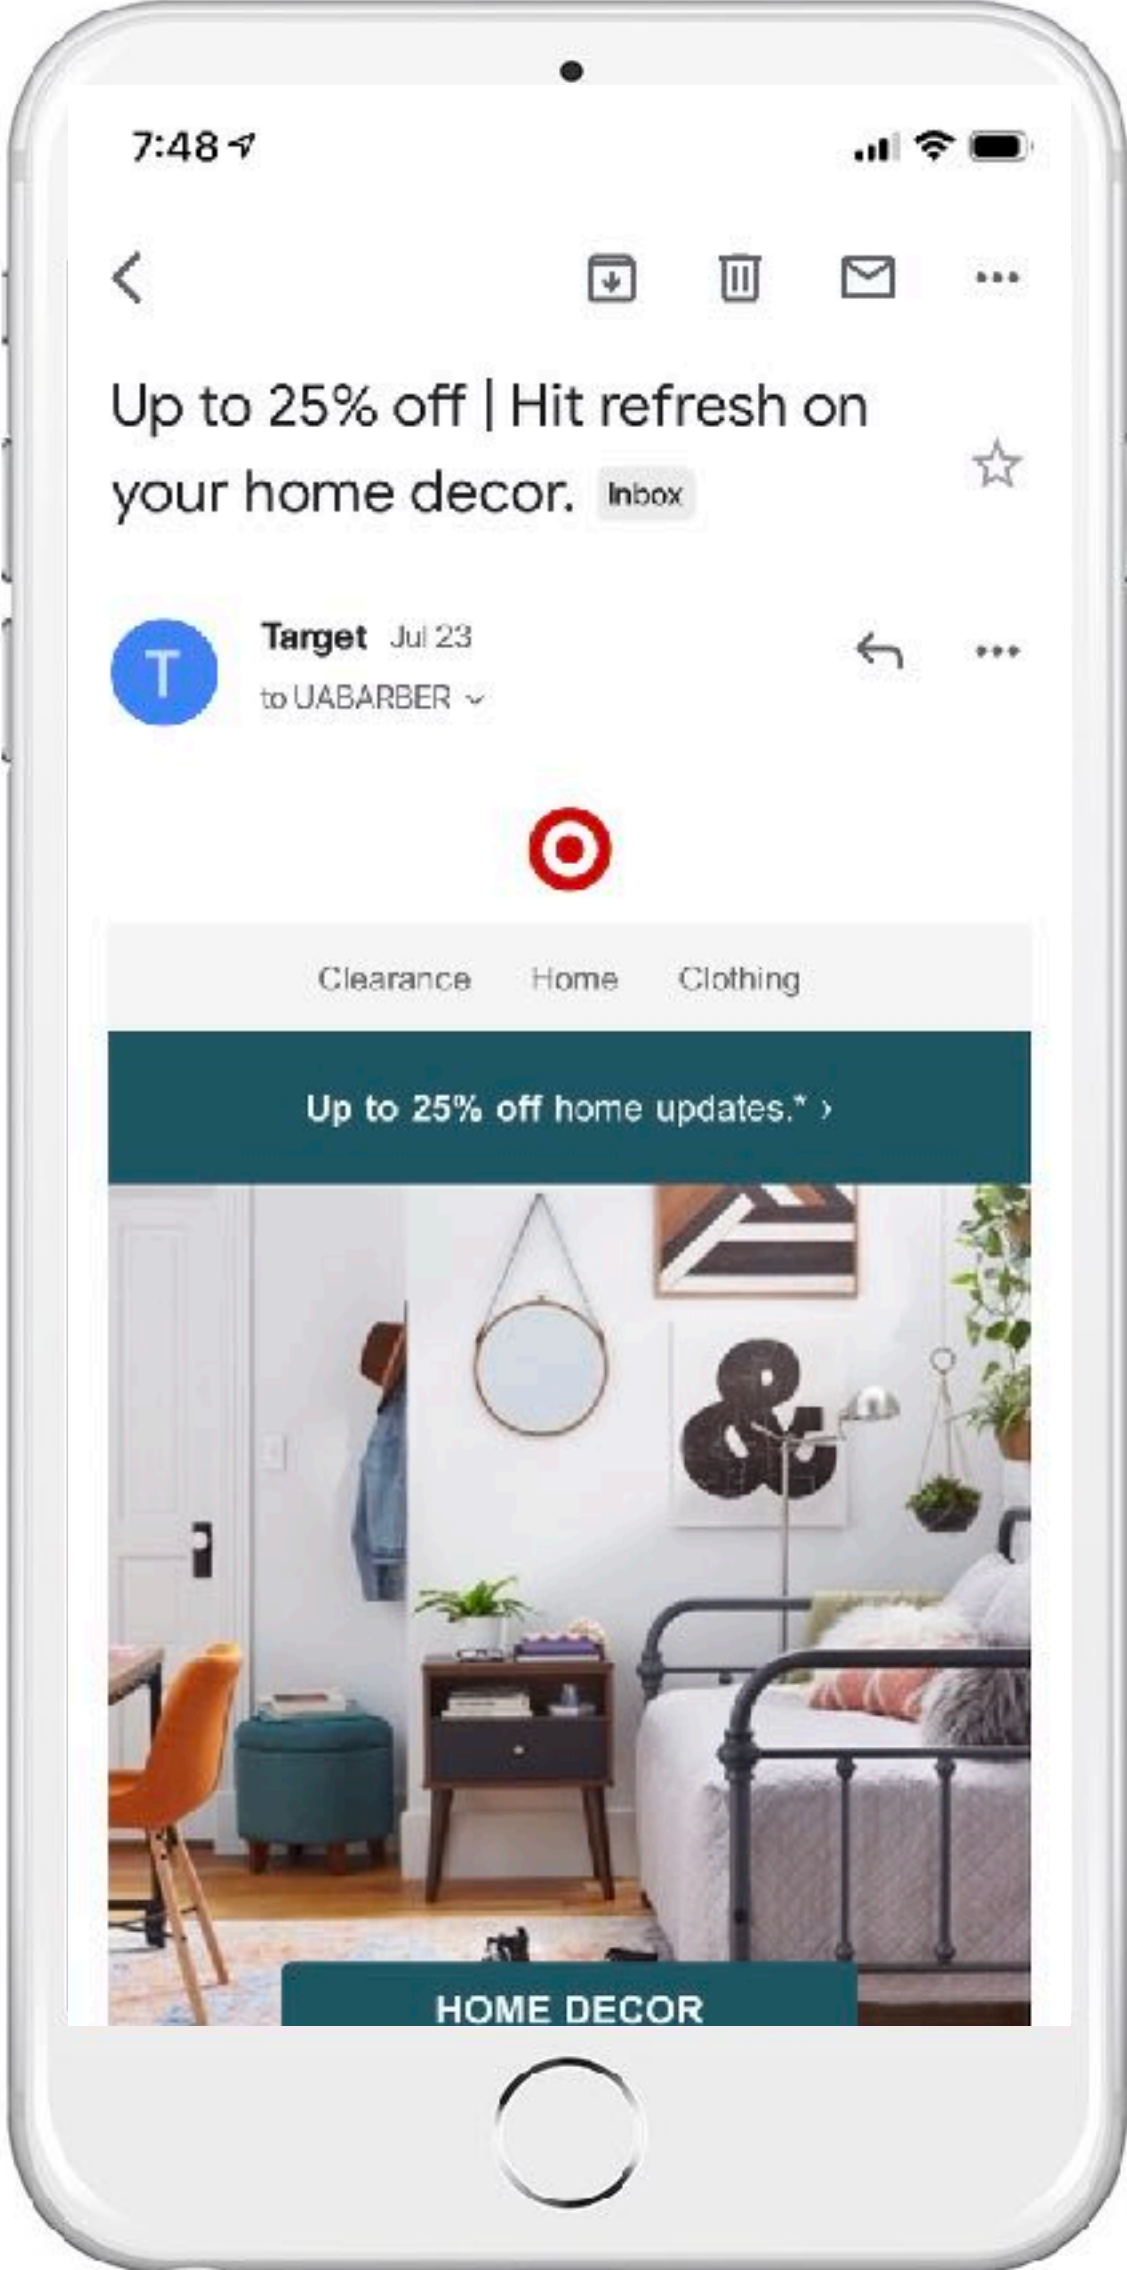 7:48
Up to 25% off | Hit refresh on
your home decor. Inbox
T
Target Jul 23
to UABARBER
Clearance Home Clothing
Up to 25% off home updates.* ›
&
HOME DECOR